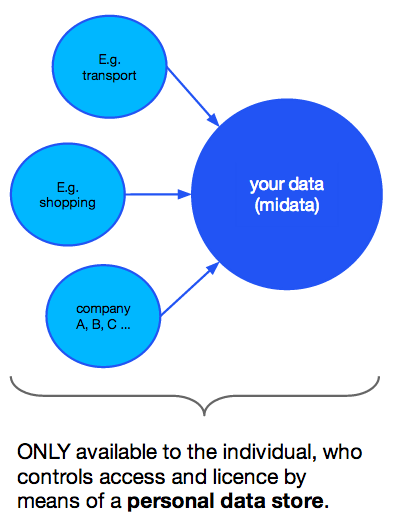 E.g.
transport
E.g.
shopping
your data
(midata)
company
A, B, C ...
ONLY available to the individual, who
controls access and licence by
means of a personal data store.